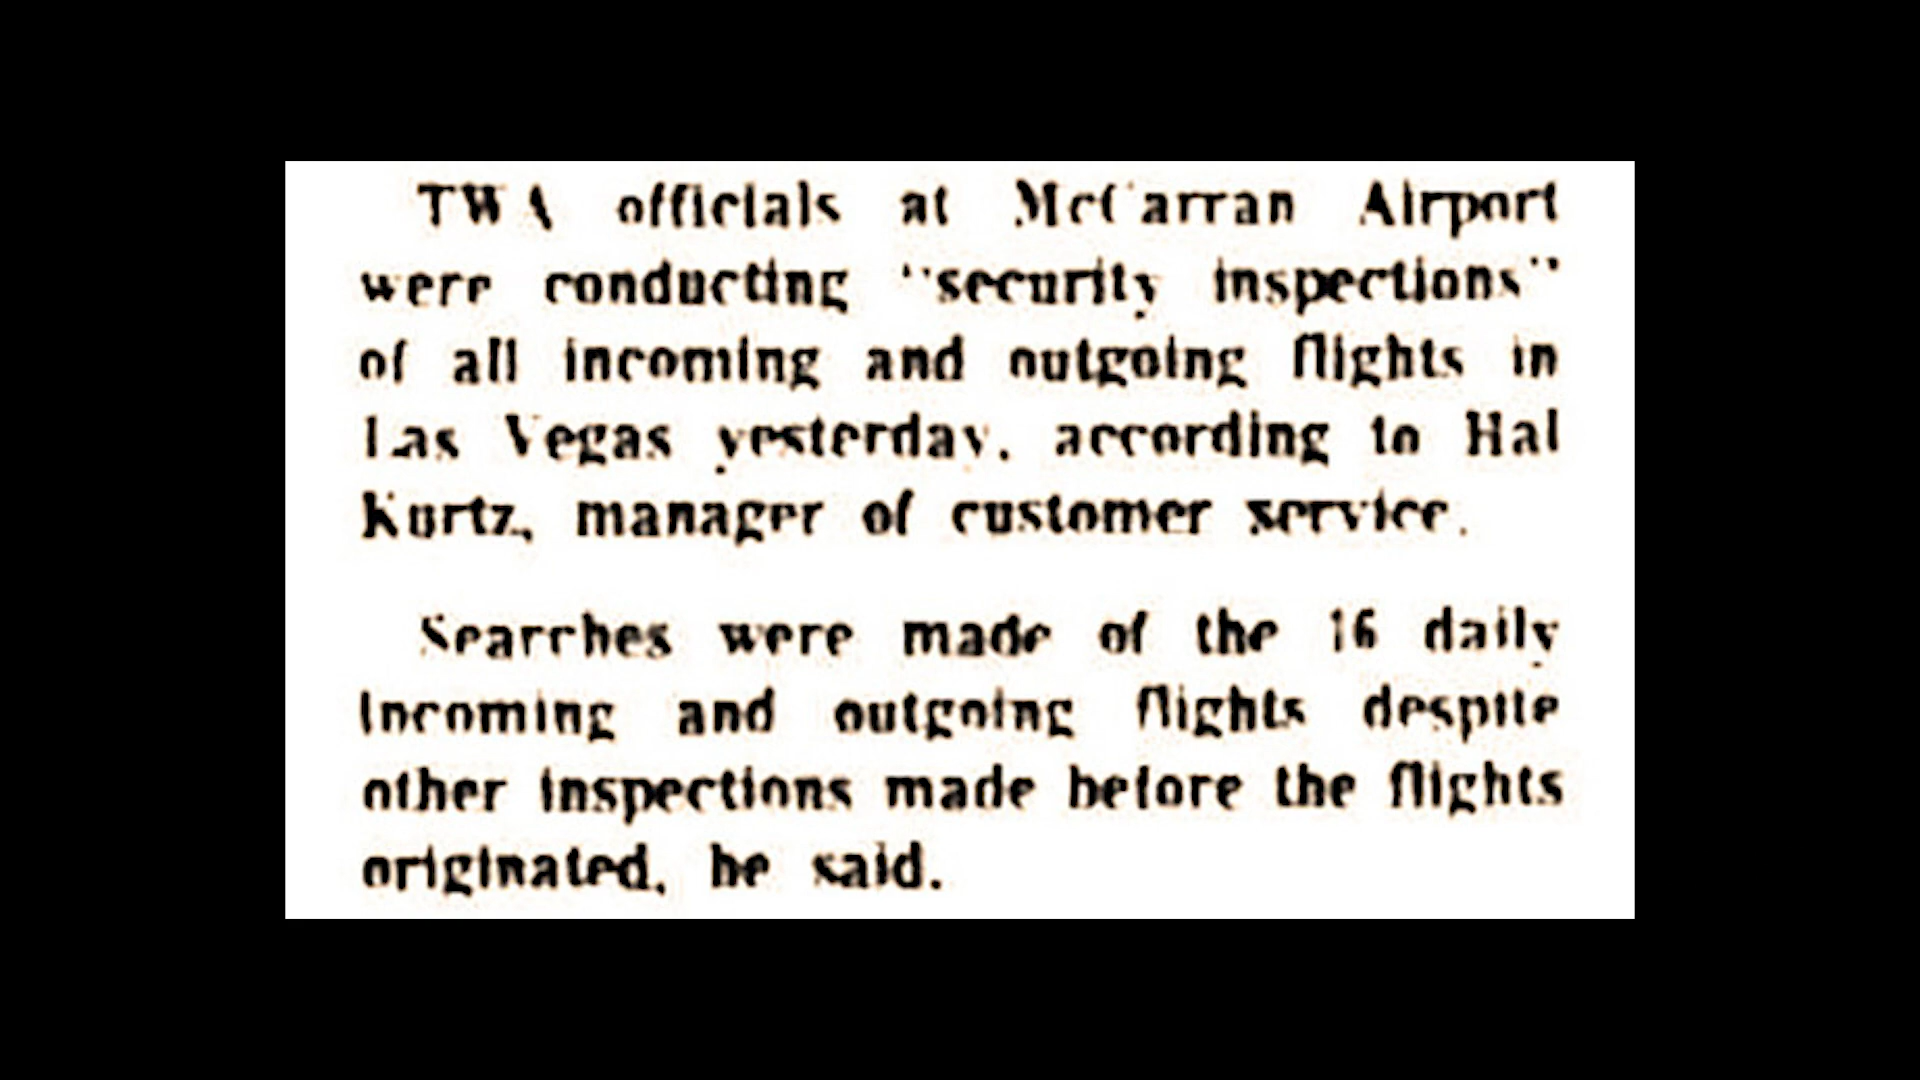 TWA officials at McCarran Airport
were conducting "security inspections"
of all incoming and outgoing flights in
Las Vegas yesterday, according to Hal
Kurtz, manager of customer service.
Searches were made of the 16 daily
incoming and outgoing flights despite
other inspections made before the flights
originated, he said.